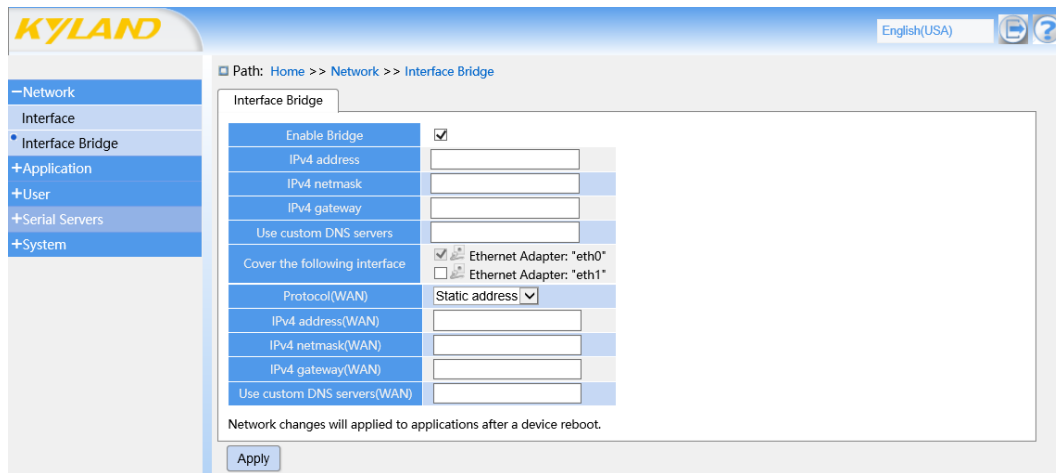 KYLAND
English(USA)
?
Path: Home >> Network >> Interface Bridge
−Network
Interface
Interface Bridge
+Application
+User
+Serial Servers
+System
Interface Bridge
Enable Bridge
IPv4 address
IPv4 netmask
IPv4 gateway
Use custom DNS servers
Cover the following interface
Ethernet Adapter: "eth0"
Ethernet Adapter: "eth1"
Protocol(WAN) Static address
IPv4 address(WAN)
IPv4 netmask(WAN)
IPv4 gateway(WAN)
Use custom DNS servers(WAN)
Network changes will applied to applications after a device reboot.
Apply